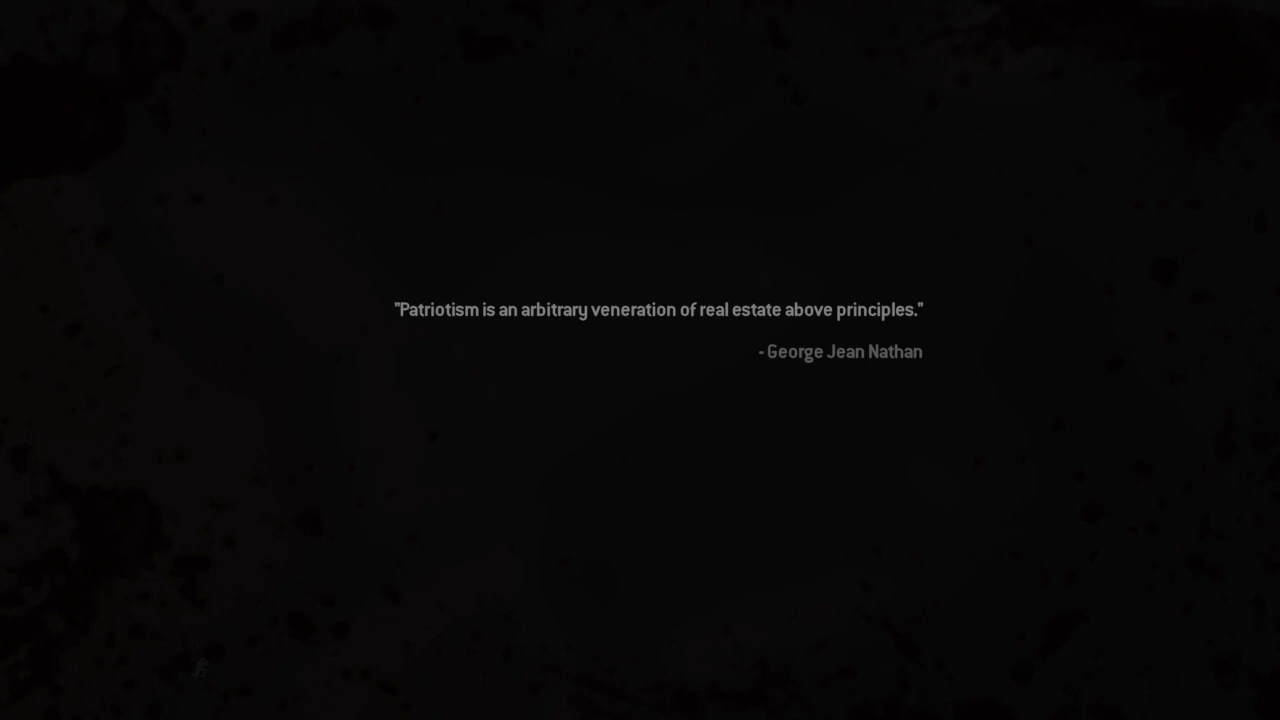 "Patriotism is an arbitrary veneration of real estate above principles."
- George Jean Nathan